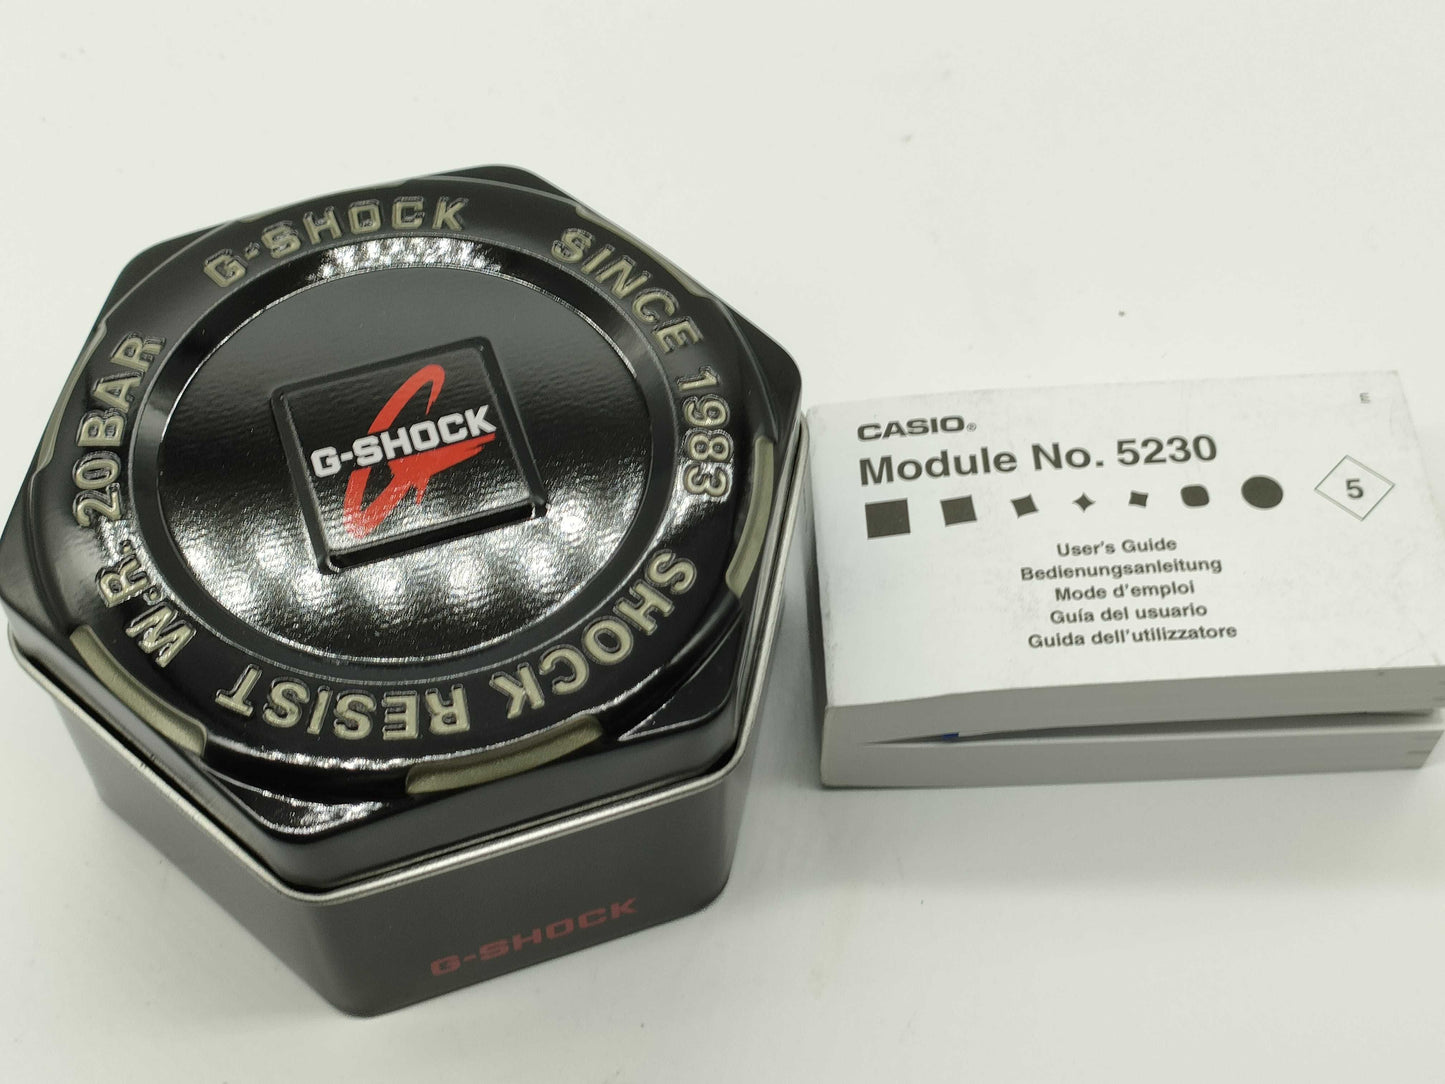 G-SHOCK SINCE 1983
SHOCK RESIST W.R. 20BAR
G-SHOCK
G-SHOCK
CASIO®
Module No. 5230
E
5
User's Guide
Bedienungsanleitung
Mode d'emploi
Guía del usuario
Guida dell'utilizzatore